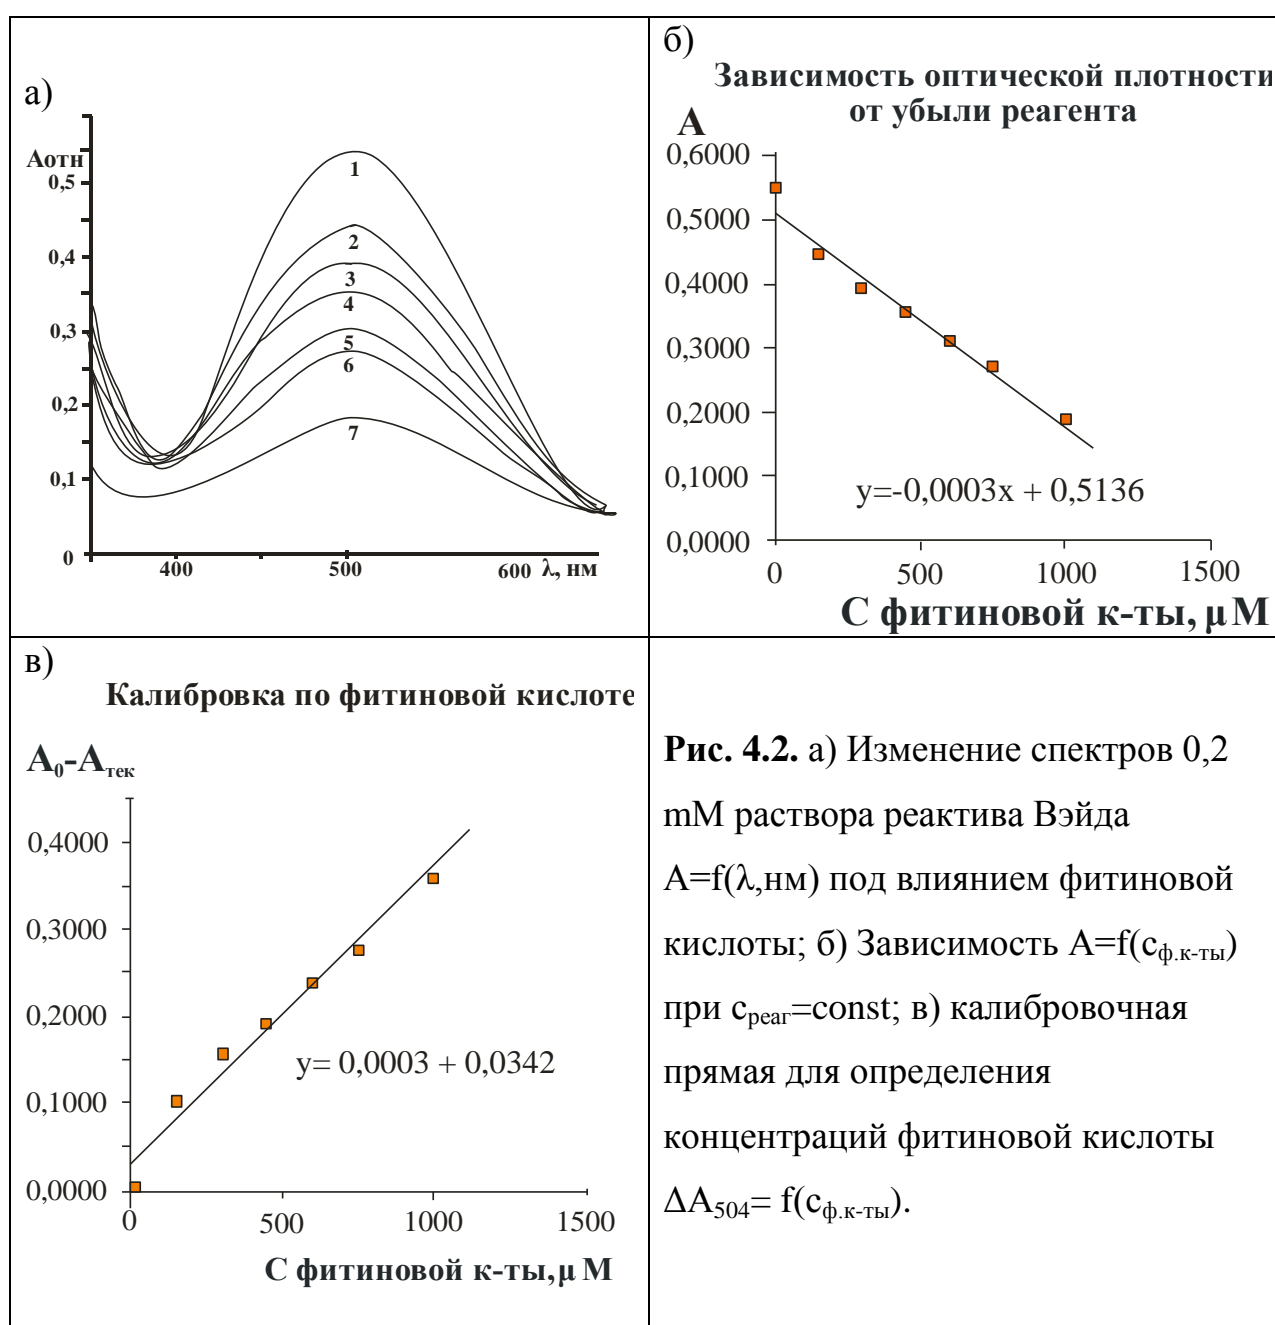 а)
Aотн
0,5
0,4
0,3
0,2
0,1
0
1
2
3
4
5
6
7
400
500
600 λ, нм
б)
Зависимость оптической плотности
от убыли реагента
A
0,6000
0,5000
0,4000
0,3000
0,2000
0,1000
0,0000
y=-0,0003x + 0,5136
0
500
1000
1500
С фитиновой к-ты, μM
в)
Калибровка по фитиновой кислоте
A₀-Aтек
0,4000
0,3000
0,2000
0,1000
0,0000
y= 0,0003 + 0,0342
0
500
1000
1500
С фитиновой к-ты,μ M
Рис. 4.2. а) Изменение спектров 0,2
mM раствора реактива Вэйда
A=f(λ,нм) под влиянием фитиновой
кислоты; б) Зависимость A=f(cф.к-ты)
при cреаг=const; в) калибровочная
прямая для определения
концентраций фитиновой кислоты
ΔA₅₀₄= f(cф.к-ты).